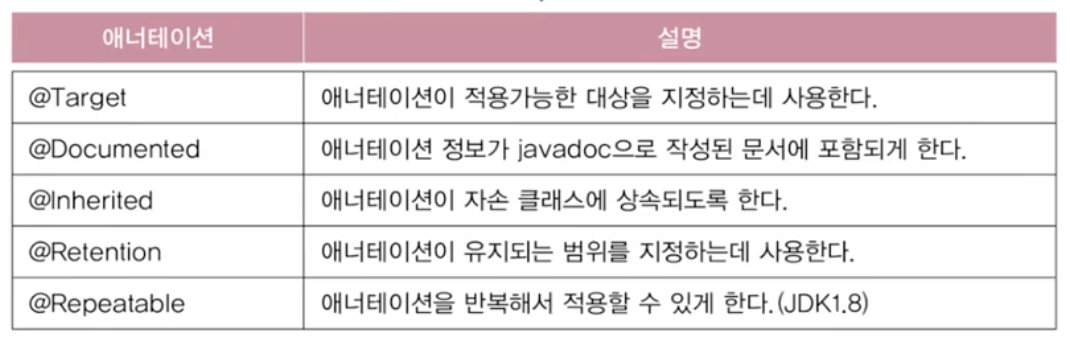 애너테이션 설명
@Target 애너테이션이 적용가능한 대상을 지정하는데 사용한다.
@Documented 애너테이션 정보가 javadoc으로 작성된 문서에 포함되게 한다.
@Inherited 애너테이션이 자손 클래스에 상속되도록 한다.
@Retention 애너테이션이 유지되는 범위를 지정하는데 사용한다.
@Repeatable 애너테이션을 반복해서 적용할 수 있게 한다.(JDK1.8)